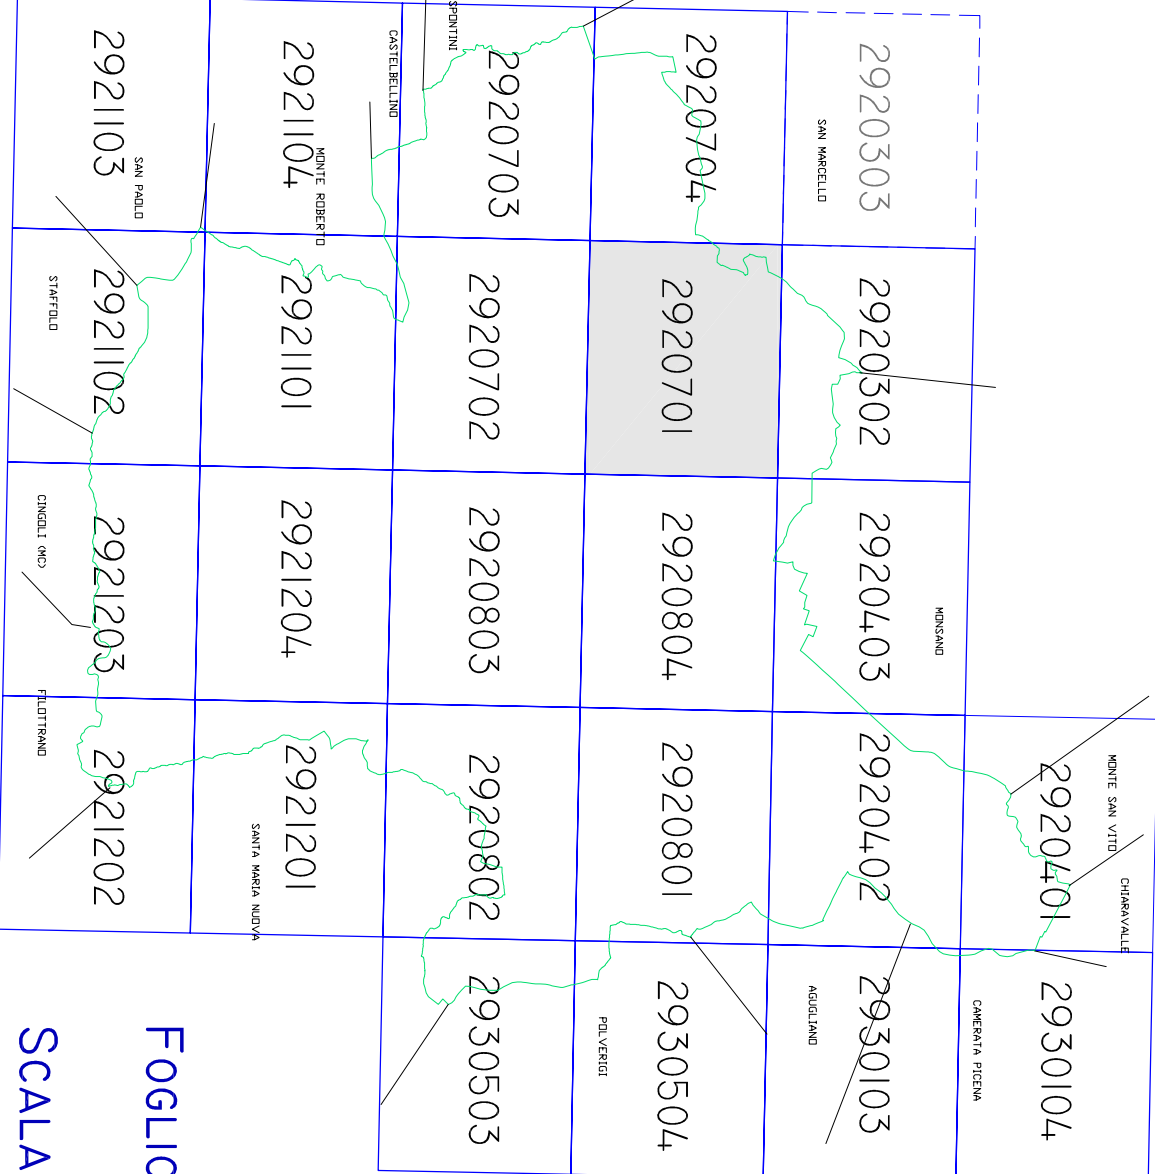 CHIARAVALLE
MONTE SAN VITO
2920401
2930104
CAMERATA PICENA
MONSANO
2920303
2920302
2920403
2920402
2930103
SAN MARCELLO
AGUGLIANO
2920704
2920701
2920804
2920801
2930504
POLVERIGI
2920703
2920702
2920803
2920802
2930503
SPONTINI
CASTELBELLINO
MONTE ROBERTO
2921104
2921101
2921204
2921201
SANTA MARIA NUOVA
FOGLIO
SAN PAOLO
2921103
2921102
2921203
2921202
STAFFOLO
CINGOLI (MC)
FILOTTRANO
SCALA